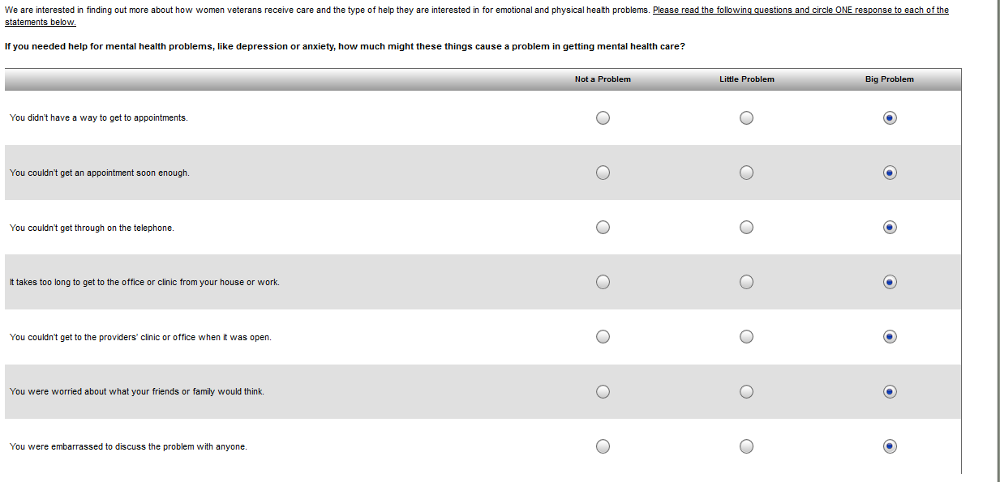 We are interested in finding out more about how women veterans receive care and the type of help they are interested in for emotional and physical health problems. Please read the following questions and circle ONE response to each of the
statements below.
If you needed help for mental health problems, like depression or anxiety, how much might these things cause a problem in getting mental health care?
Not a Problem Little Problem Big Problem
You didn't have a way to get to appointments.
You couldn't get an appointment soon enough.
You couldn't get through on the telephone.
It takes too long to get to the office or clinic from your house or work.
You couldn't get to the providers' clinic or office when it was open.
You were worried about what your friends or family would think.
You were embarrassed to discuss the problem with anyone.